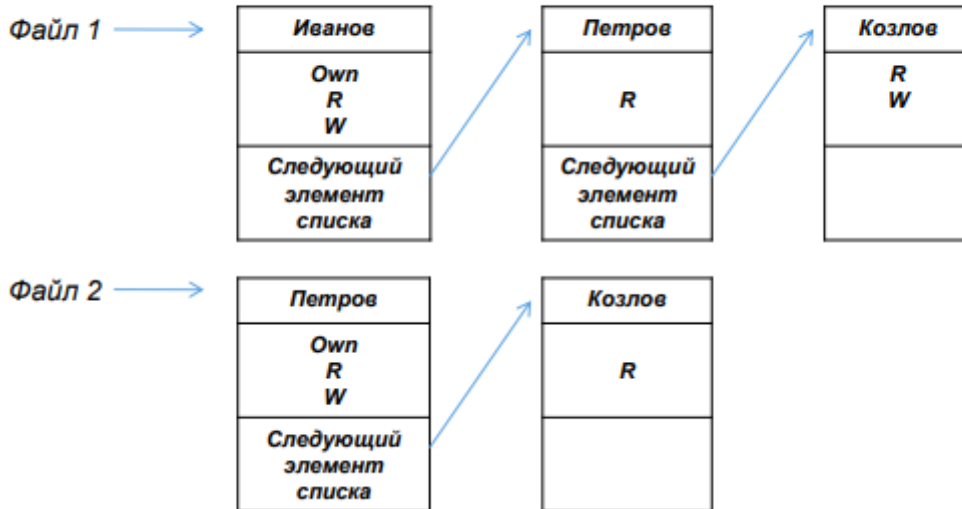 Файл 1
Иванов
Own
R
W
Следующий
элемент
списка
Петров
R
Следующий
элемент
списка
Козлов
R
W
Файл 2
Петров
Own
R
W
Следующий
элемент
списка
Козлов
R